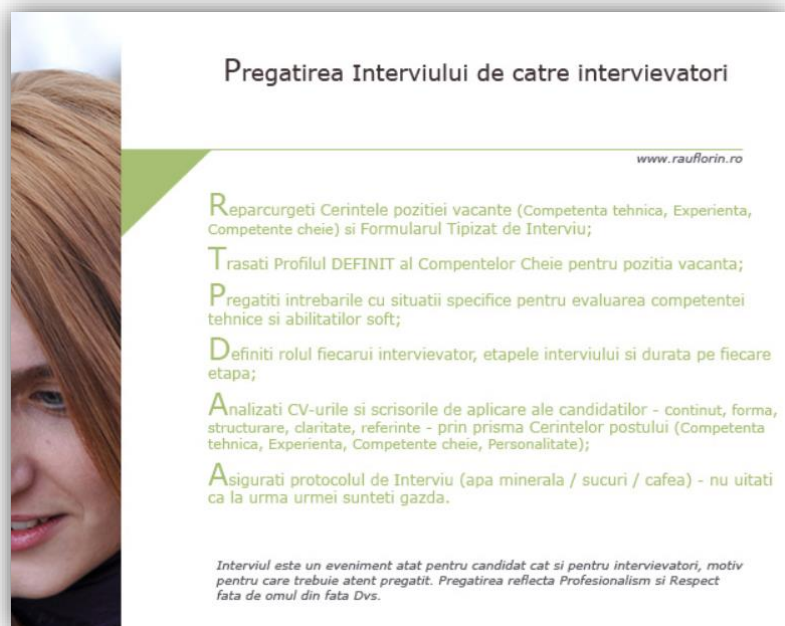 Pregatirea Interviului de catre intervievatori
www.rauflorin.ro
Reparcurgeti Cerintele pozitiei vacante (Competenta tehnica, Experienta,
Competente cheie) si Formularul Tipizat de Interviu;
Trasati Profilul DEFINIT al Compentelor Cheie pentru pozitia vacanta;
Pregatiti intrebarile cu situatii specifice pentru evaluarea competentei
tehnice si abilitatilor soft;
Definiti rolul fiecarui intervievator, etapele interviului si durata pe fiecare
etapa;
Analizati CV-urile si scrisorile de aplicare ale candidatilor - continut, forma,
structurare, claritate, referinte - prin prisma Cerintelor postului (Competenta
tehnica, Experienta, Competente cheie, Personalitate);
Asigurati protocolul de Interviu (apa minerala / sucuri / cafea) - nu uitati
ca la urma urmei sunteti gazda.
Interviul este un eveniment atat pentru candidat cat si pentru intervievatori, motiv
pentru care trebuie atent pregatit. Pregatirea reflecta Profesionalism si Respect
fata de omul din fata Dvs.